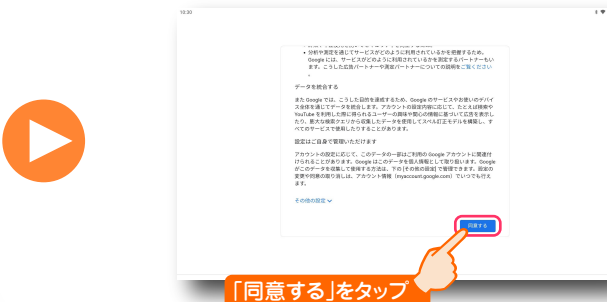 10:30
• 分析や測定を通じてサービスがどのように利用されているかを把握するため。
Google には、サービスがどのように利用されているかを測定するパートナーもい
ます。こうした広告パートナーや測定パートナーについての説明をご覧ください
。
データを統合する
また Google では、こうした目的を達成するため、Google のサービスやお使いのデバイ
ス全体を通じてデータを統合します。アカウントの設定内容に応じて、たとえば検索や
YouTube を利用した際に得られるユーザーの興味や関心の情報に基づいて広告を表示し
たり、膨大な検索クエリから収集したデータを使用してスペル訂正モデルを構築し、す
べてのサービスで使用したりすることがあります。
設定はご自身で管理いただけます
アカウントの設定に応じて、このデータの一部はご利用の Google アカウントに関連付
けられることがあります。Google はこのデータを個人情報として取り扱います。Google
がこのデータを収集して使用する方法は、下の [その他の設定] で管理できます。設定の
変更や同意の取り消しは、アカウント情報（myaccount.google.com）でいつでも行え
ます。
その他の設定
同意する
「同意する」をタップ